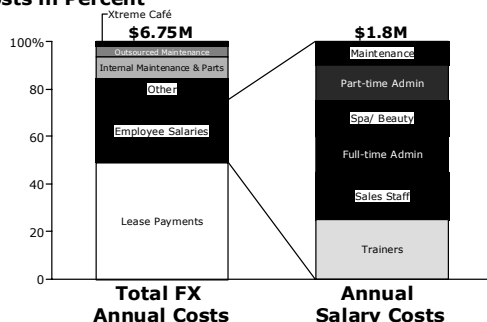 osts in Percent
Xtreme Café
$6.75M
$1.8M
100%
80
60
40
20
0
Outsourced Maintenance
Internal Maintenance & Parts
Other
Employee Salaries
Lease Payments
Maintenance
Part-time Admin
Spa/ Beauty
Full-time Admin
Sales Staff
Trainers
Total FX
Annual Costs
Annual
Salary Costs